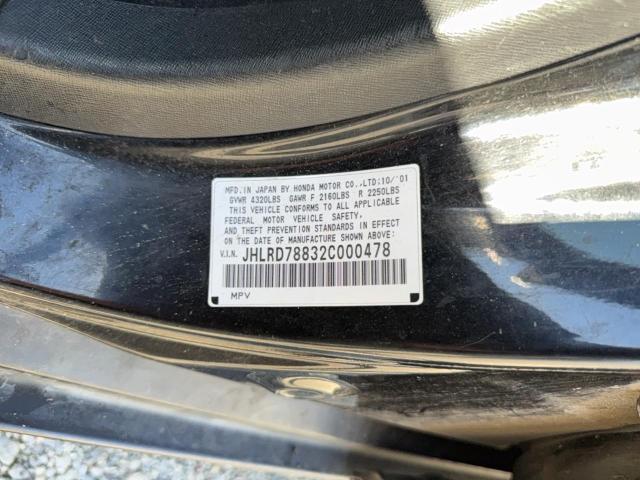 MFD. IN JAPAN BY HONDA MOTOR CO., LTD: 10/'01
GVWR 4320LBS GAWR F 2160LBS R 2250LBS
THIS VEHICLE CONFORMS TO ALL APPLICABLE
FEDERAL MOTOR VEHICLE SAFETY,
AND THEFT PREVENTION STANDARDS IN EFFECT
ON THE DATE OF MANUFACTURE SHOWN ABOVE:
V.I.N. JHLRD78832C000478
MPV